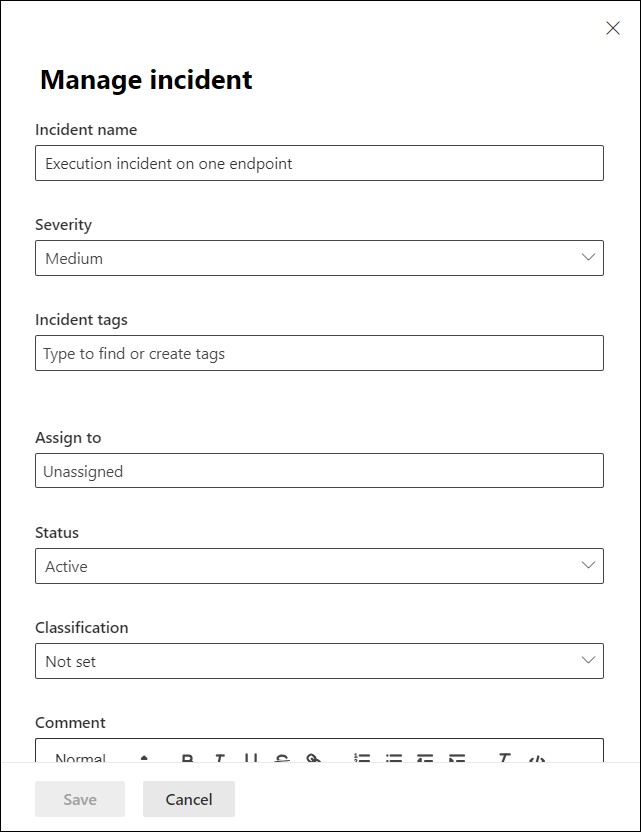 Manage incident
Incident name
Execution incident on one endpoint
Severity
Medium
Incident tags
Type to find or create tags
Assign to
Unassigned
Status
Active
Classification
Not set
Comment
Normal
Save
Cancel